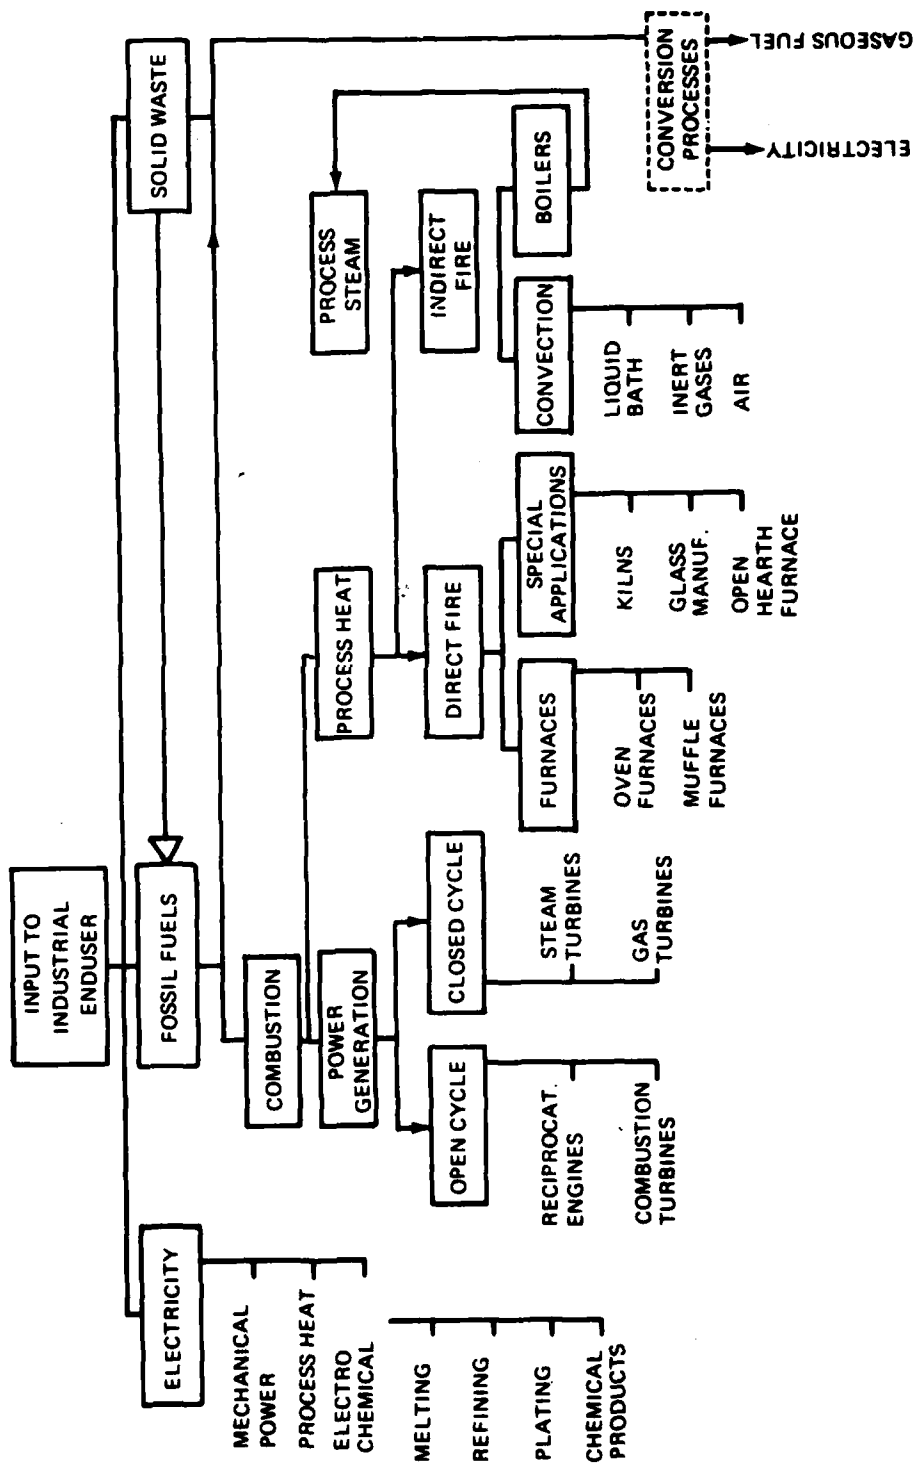 INPUT TO
INDUSTRIAL
ENDUSER
ELECTRICITY
FOSSIL FUELS
SOLID WASTE
MECHANICAL
POWER
PROCESS HEAT
ELECTRO
CHEMICAL
MELTING
REFINING
PLATING
CHEMICAL
PRODUCTS
COMBUSTION
POWER
GENERATION
PROCESS HEAT
PROCESS
STEAM
OPEN CYCLE
CLOSED CYCLE
DIRECT FIRE
INDIRECT
FIRE
RECIPROCAT.
ENGINES
COMBUSTION
TURBINES
STEAM
TURBINES
GAS
TURBINES
FURNACES
SPECIAL
APPLICATIONS
CONVECTION
BOILERS
OVEN
FURNACES
MUFFLE
FURNACES
KILNS
GLASS
MANUF.
OPEN
HEARTH
FURNACE
LIQUID
BATH
INERT
GASES
AIR
CONVERSION
PROCESSES
ELECTRICITY
GASEOUS FUEL